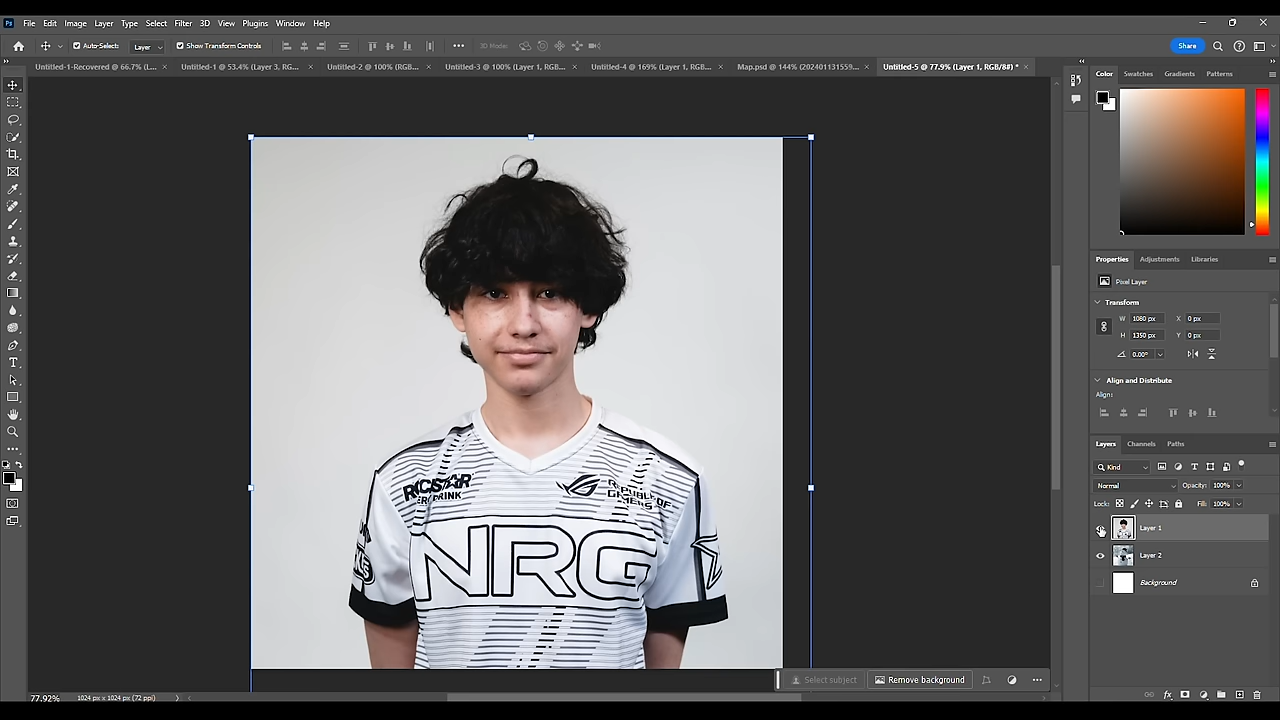 File Edit Image Layer Type Select Filter 3D View Plugins Window Help
Auto-Select: Layer Show Transform Controls 3D Mode: Share
Untitled-1-Recovered @ 66.7% (L... Untitled-1 @ 53.4% (Layer 3, RG... Untitled-2 @ 100% (RGB... Untitled-3 @ 100% (Layer 1, RGB... Untitled-4 @ 169% (Layer 1, RGB... Map.psd @ 144% (202401131559... Untitled-5 @ 77.9% (Layer 1, RGB/8#) *
Color Swatches Gradients Patterns
Properties Adjustments Libraries
Pixel Layer
Transform
W 1080 px X 0 px
H 1350 px Y 0 px
0.00°
Align and Distribute
Align:
Layers Channels Paths
Kind
Normal Opacity: 100%
Lock: Fill: 100%
Layer 1
Layer 2
Background
REPUBLIC OF
GAMERS
NRG
Select subject Remove background
77.92% 1024 px x 1024 px (72 ppi)